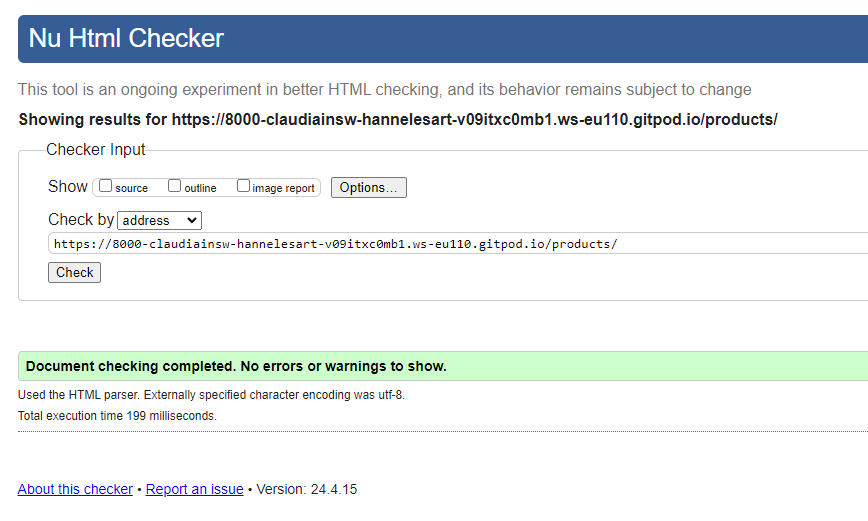 Nu Html Checker
This tool is an ongoing experiment in better HTML checking, and its behavior remains subject to change
Showing results for https://8000-claudiainsw-hannelesart-v09itxc0mb1.ws-eu110.gitpod.io/products/
Checker Input
Show source outline image report Options...
Check by address
https://8000-claudiainsw-hannelesart-v09itxc0mb1.ws-eu110.gitpod.io/products/
Check
Document checking completed. No errors or warnings to show.
Used the HTML parser. Externally specified character encoding was utf-8.
Total execution time 199 milliseconds.
About this checker • Report an issue • Version: 24.4.15